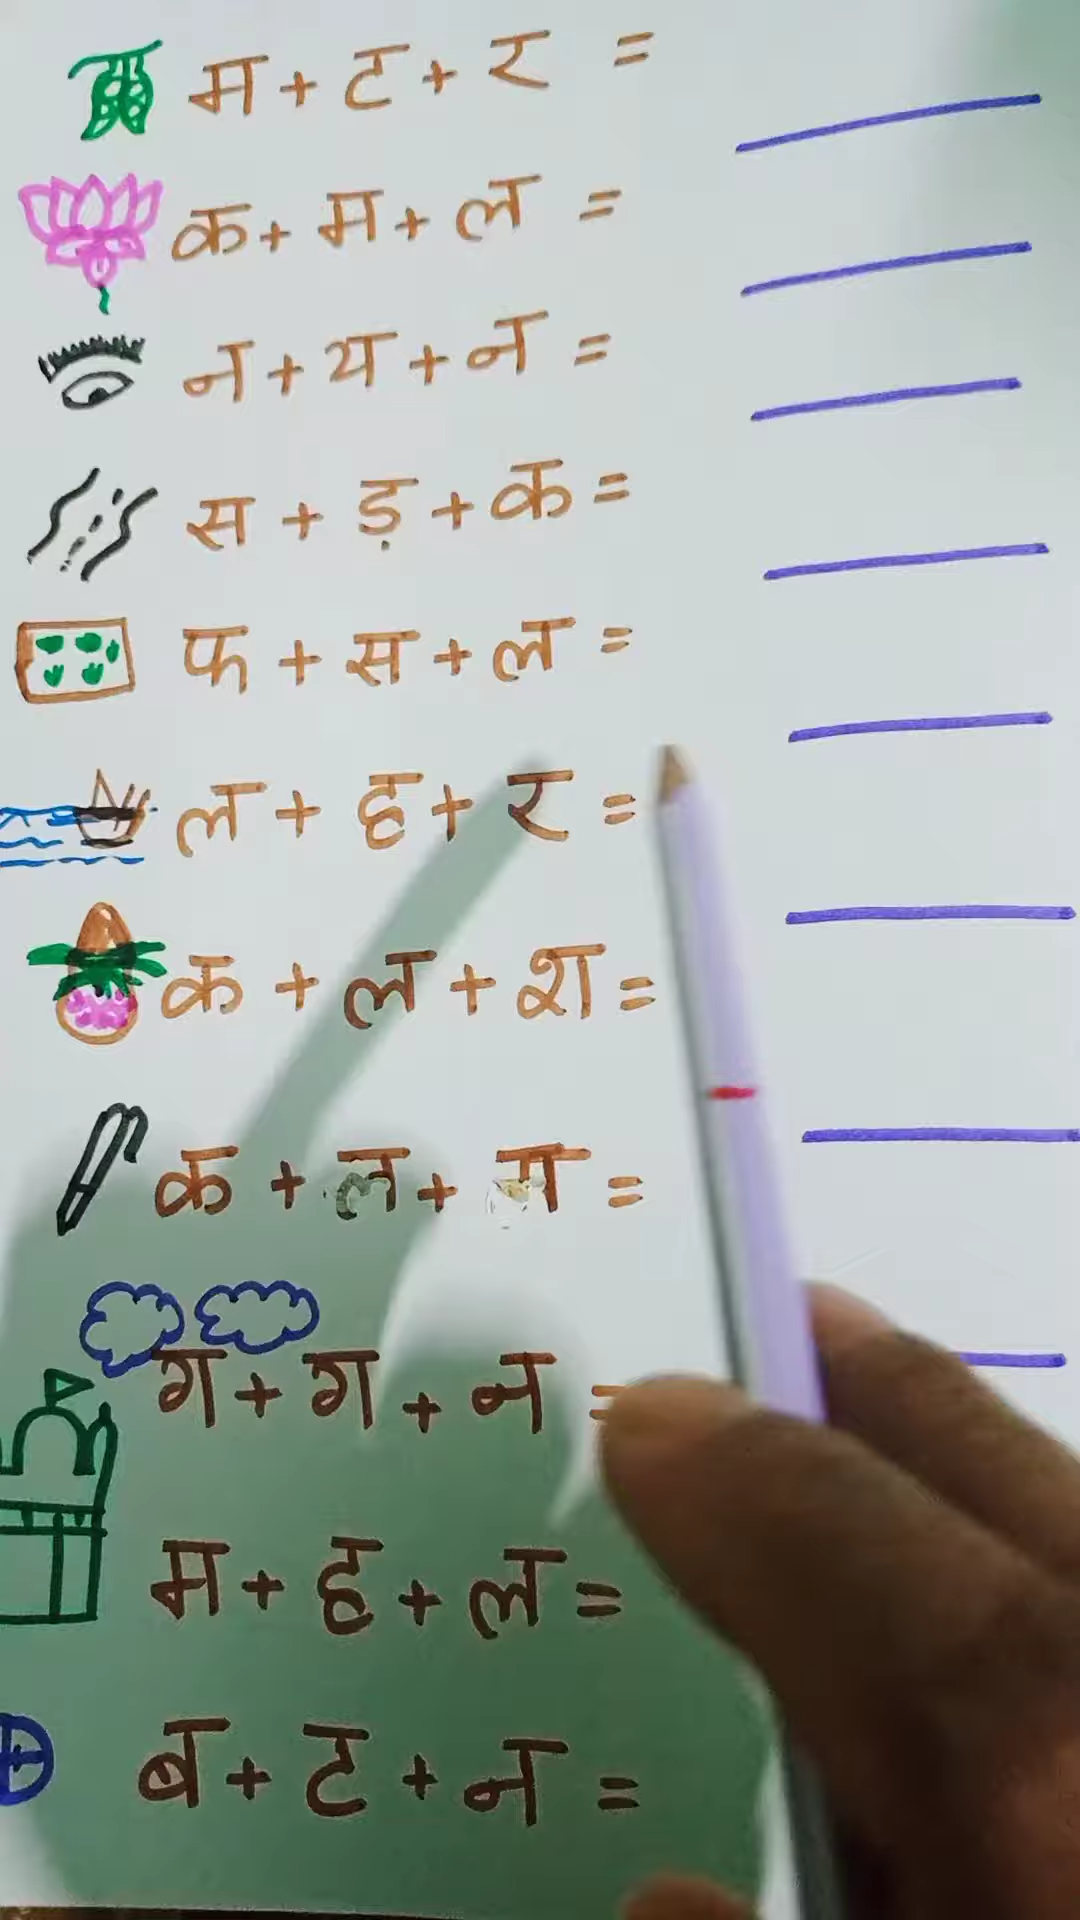 म + ट + र =
क + म + ल =
न + य + न =
स + ड़ + क =
फ + स + ल =
ल + ह + र =
क + ल + श =
क + ल + म =
ग + ग + न =
म + ह + ल =
ब + ट + न =